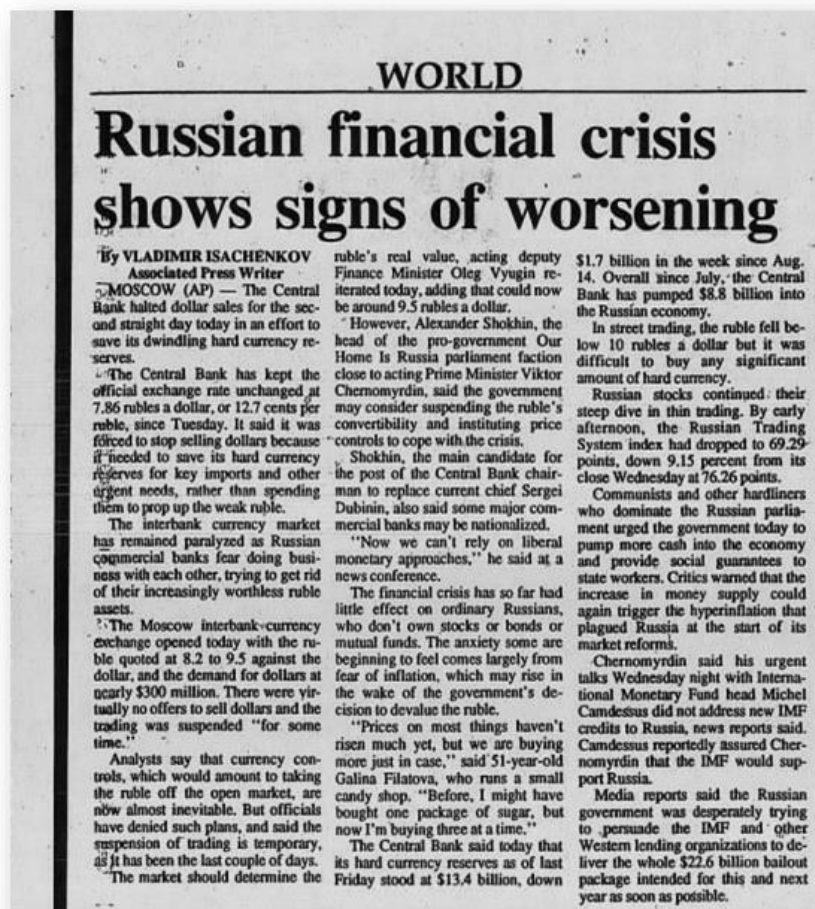 WORLD
Russian financial crisis
shows signs of worsening
By VLADIMIR ISACHENKOV
Associated Press Writer
MOSCOW (AP) — The Central
Bank halted dollar sales for the sec-
ond straight day today in an effort to
save its dwindling hard currency re-
serves.
The Central Bank has kept the
official exchange rate unchanged at
7.86 rubles a dollar, or 12.7 cents per
ruble, since Tuesday. It said it was
forced to stop selling dollars because
it needed to save its hard currency
reserves for key imports and other
urgent needs, rather than spending
them to prop up the weak ruble.
The interbank currency market
has remained paralyzed as Russian
commercial banks fear doing busi-
ness with each other, trying to get rid
of their increasingly worthless ruble
assets.
The Moscow interbank currency
exchange opened today with the ru-
ble quoted at 8.2 to 9.5 against the
dollar, and the demand for dollars at
nearly $300 million. There were vir-
tually no offers to sell dollars and the
trading was suspended "for some
time."
Analysts say that currency con-
trols, which would amount to taking
the ruble off the open market, are
now almost inevitable. But officials
have denied such plans, and said the
suspension of trading is temporary,
as it has been the last couple of days.
The market should determine the
ruble's real value, acting deputy
Finance Minister Oleg Vyugin re-
iterated today, adding that could now
be around 9.5 rubles a dollar.
However, Alexander Shokhin, the
head of the pro-government Our
Home Is Russia parliament faction
close to acting Prime Minister Viktor
Chernomyrdin, said the government
may consider suspending the ruble's
convertibility and instituting price
controls to cope with the crisis.
Shokhin, the main candidate for
the post of the Central Bank chair-
man to replace current chief Sergei
Dubinin, also said some major com-
mercial banks may be nationalized.
"Now we can't rely on liberal
monetary approaches," he said at a
news conference.
The financial crisis has so far had
little effect on ordinary Russians,
who don't own stocks or bonds or
mutual funds. The anxiety some are
beginning to feel comes largely from
fear of inflation, which may rise in
the wake of the government's de-
cision to devalue the ruble.
"Prices on most things haven't
risen much yet, but we are buying
more just in case," said 51-year-old
Galina Filatova, who runs a small
candy shop. "Before, I might have
bought one package of sugar, but
now I'm buying three at a time."
The Central Bank said today that
its hard currency reserves as of last
Friday stood at $13.4 billion, down
$1.7 billion in the week since Aug.
14. Overall since July, the Central
Bank has pumped $8.8 billion into
the Russian economy.
In street trading, the ruble fell be-
low 10 rubles a dollar but it was
difficult to buy any significant
amount of hard currency.
Russian stocks continued their
steep dive in thin trading. By early
afternoon, the Russian Trading
System index had dropped to 69.29
points, down 9.15 percent from its
close Wednesday at 76.26 points.
Communists and other hardliners
who dominate the Russian parlia-
ment urged the government today to
pump more cash into the economy
and provide social guarantees to
state workers. Critics warned that the
increase in money supply could
again trigger the hyperinflation that
plagued Russia at the start of its
market reforms.
Chernomyrdin said his urgent
talks Wednesday night with Interna-
tional Monetary Fund head Michel
Camdessus did not address new IMF
credits to Russia, news reports said.
Camdessus reportedly assured Cher-
nomyrdin that the IMF would sup-
port Russia.
Media reports said the Russian
government was desperately trying
to persuade the IMF and other
Western lending organizations to de-
liver the whole $22.6 billion bailout
package intended for this and next
year as soon as possible.